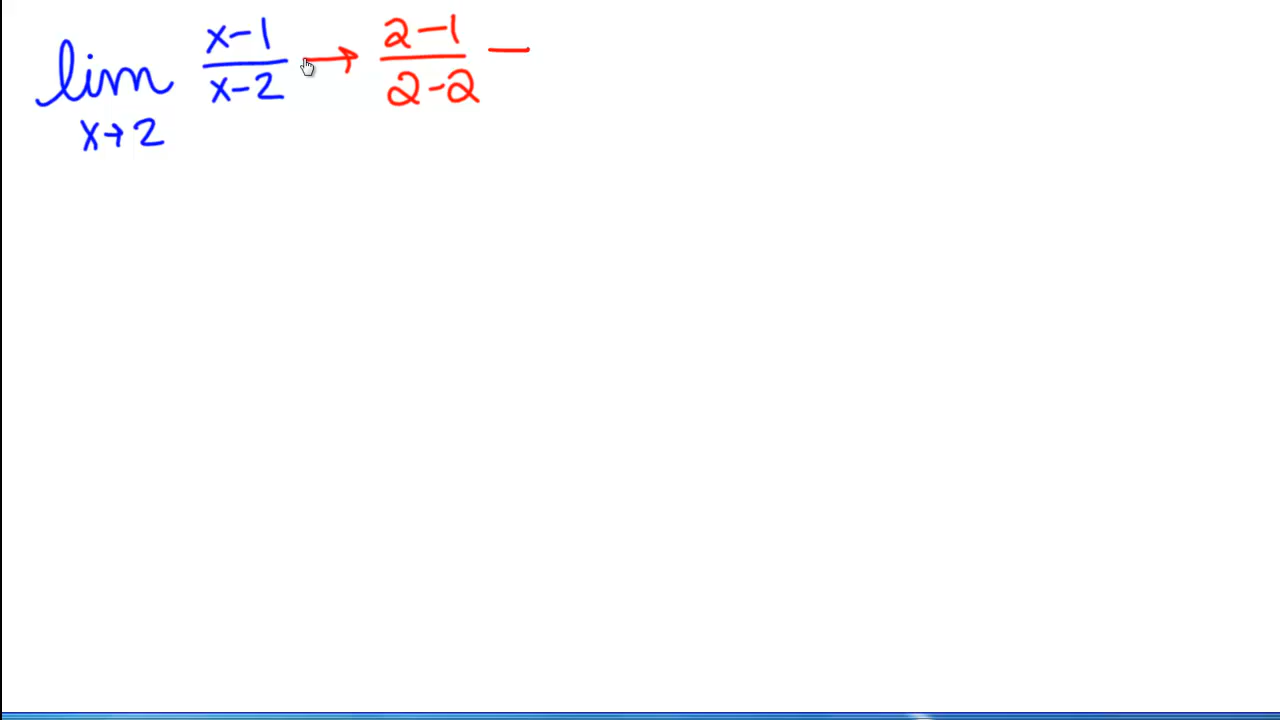 lim x→2 x-1/x-2 → 2-1/2-2 —